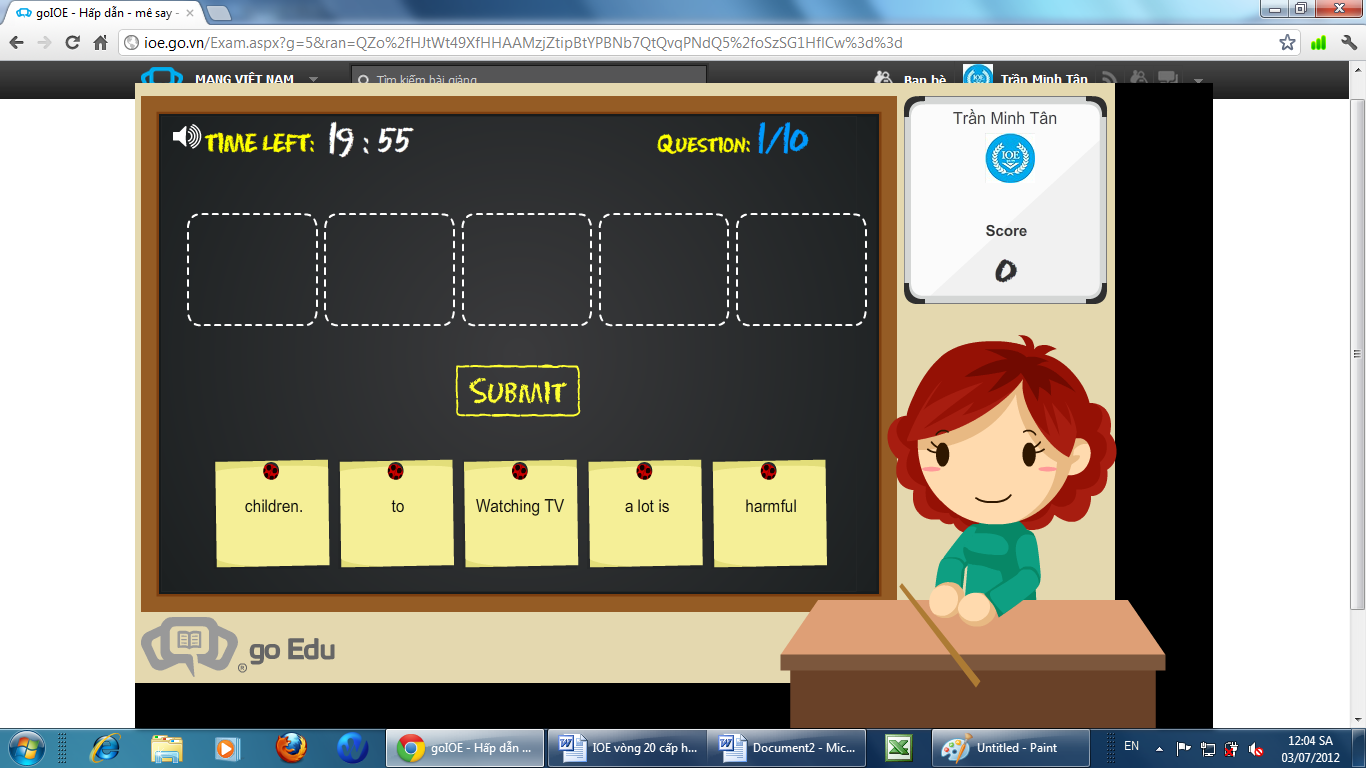 goIOE - Hấp dẫn - mê say -
ioe.go.vn/Exam.aspx?g=5&ran=QZo%2fHJtWt49XfHHAAMzjZtipBtYPBNb7QtQvqPNdQ5%2foSzSG1HfICw%3d%3d
MẠNG VIỆT NAM
Tìm kiếm bài giảng
Bạn bè
Trần Minh Tân
TIME LEFT: 19 : 55
QUESTION: 1/10
Trần Minh Tân
IOE
Score
0
SUBMIT
children.
to
Watching TV
a lot is
harmful
go Edu
goIOE - Hấp dẫn ...
IOE vòng 20 cấp h...
Document2 - Mic...
Untitled - Paint
EN
12:04 SA
03/07/2012